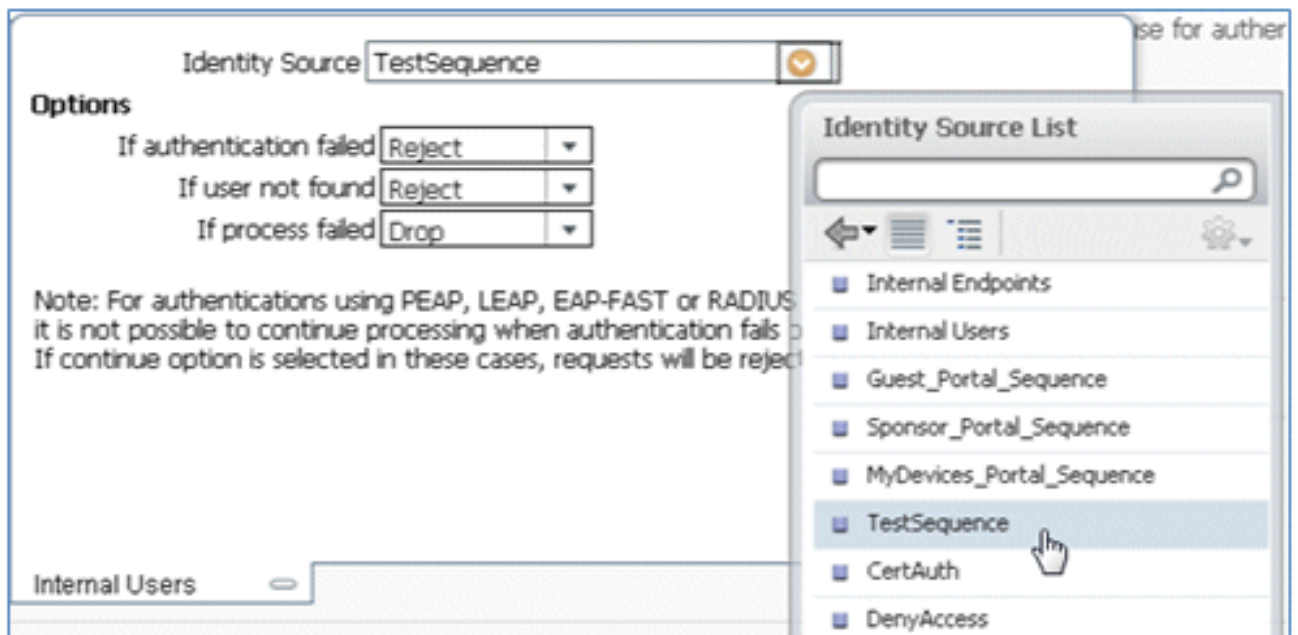 use for auther
Identity Source TestSequence
Options
If authentication failed Reject
If user not found Reject
If process failed Drop
Note: For authentications using PEAP, LEAP, EAP-FAST or RADIUS
it is not possible to continue processing when authentication fails
If continue option is selected in these cases, requests will be reject
Internal Users
Identity Source List
Internal Endpoints
Internal Users
Guest_Portal_Sequence
Sponsor_Portal_Sequence
MyDevices_Portal_Sequence
TestSequence
CertAuth
DenyAccess